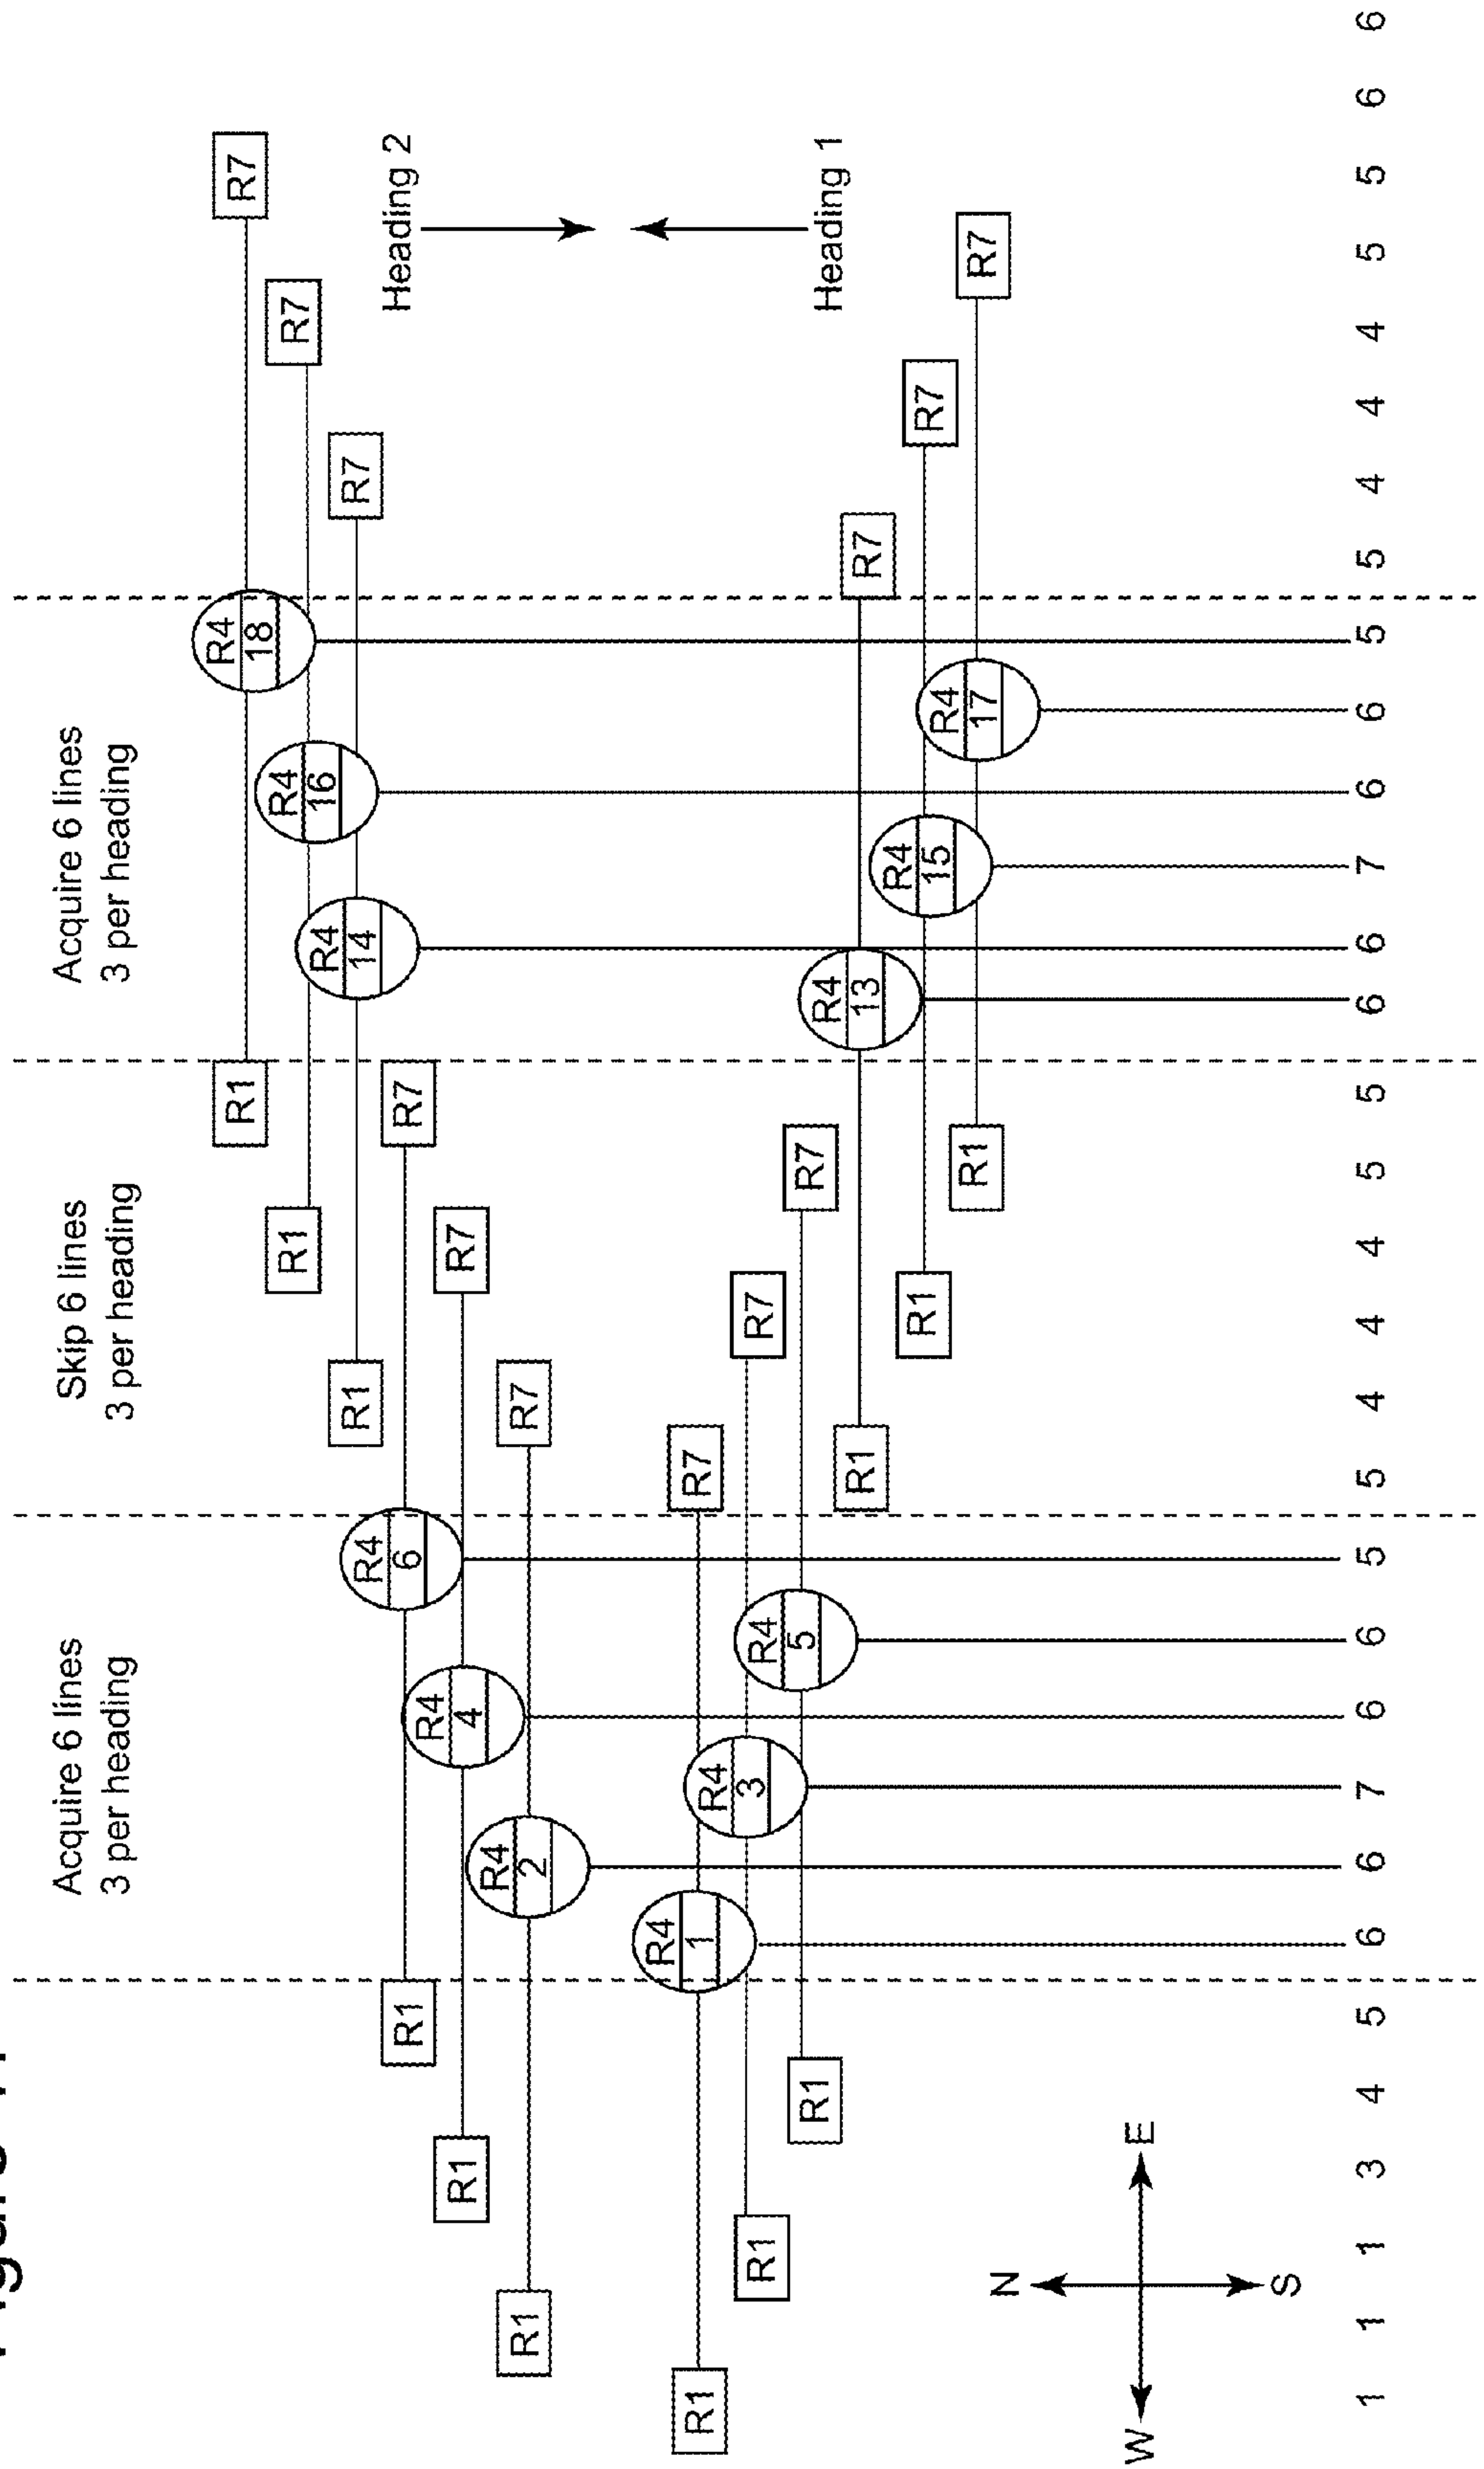 Acquire 6 lines
3 per heading
Skip 6 lines
3 per heading
Acquire 6 lines
3 per heading
R1 R4 18 R7
R1 R4 16 R7
R1 R4 14 R7
R1 R4 6 R7
Heading 2
R1 R4 4 R7
R1 R4 2 R7
R1 R4 1 R7
R1 R4 3 R7
R1 R4 5 R7
Heading 1
R1 R4 13 R7
R1 R4 15 R7
R1 R4 17 R7
N
W E
S
1 1 1 3 4 5 6 6 7 6 6 5 5 4 4 4 5 5 6 6 7 6 6 5 5 4 4 4 5 5 6 6